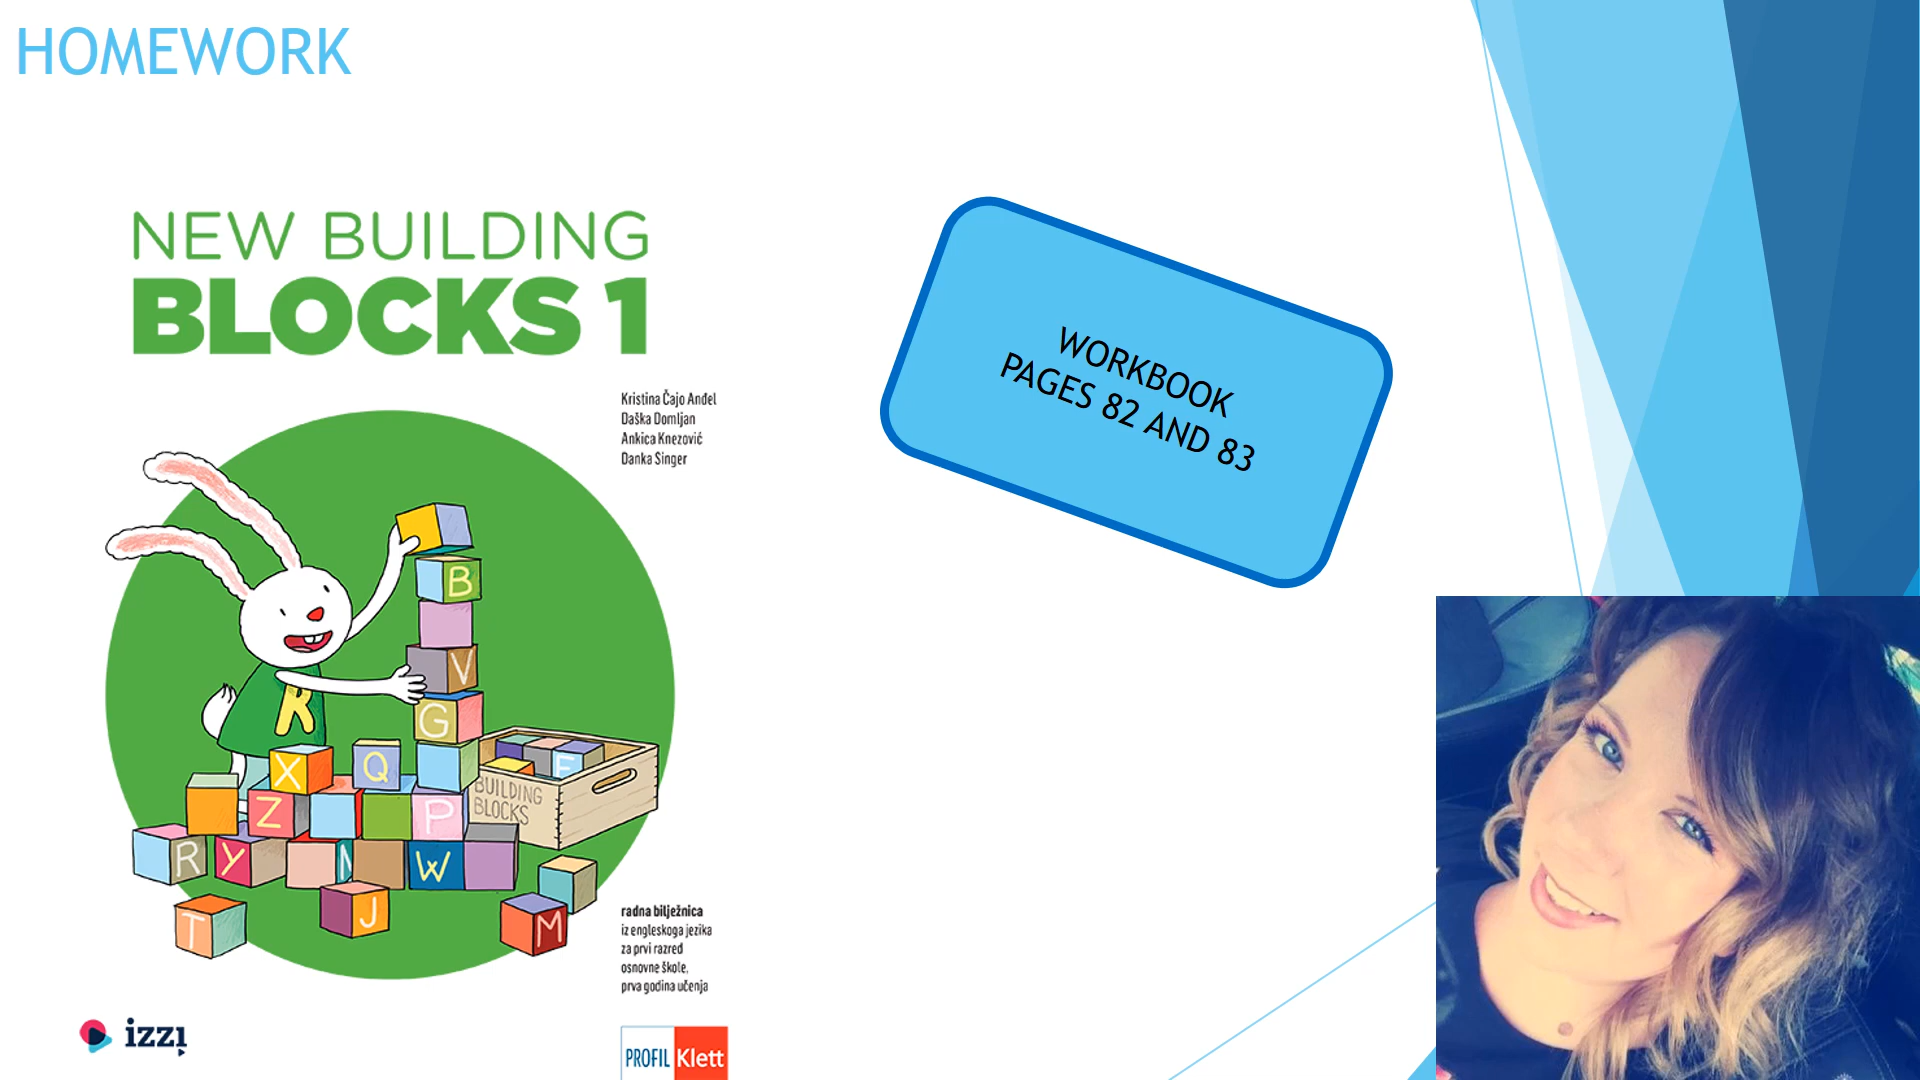 HOMEWORK
NEW BUILDING
BLOCKS 1
Kristina Čajo Anđel
Daška Domljan
Ankica Knezović
Danka Singer
WORKBOOK
PAGES 82 AND 83
B
V
G
X
Q
E
BUILDING
BLOCKS
Z
P
R
Y
W
T
J
M
radna bilježnica
iz engleskoga jezika
za prvi razred
osnovne škole,
prva godina učenja
izzi
PROFIL Klett